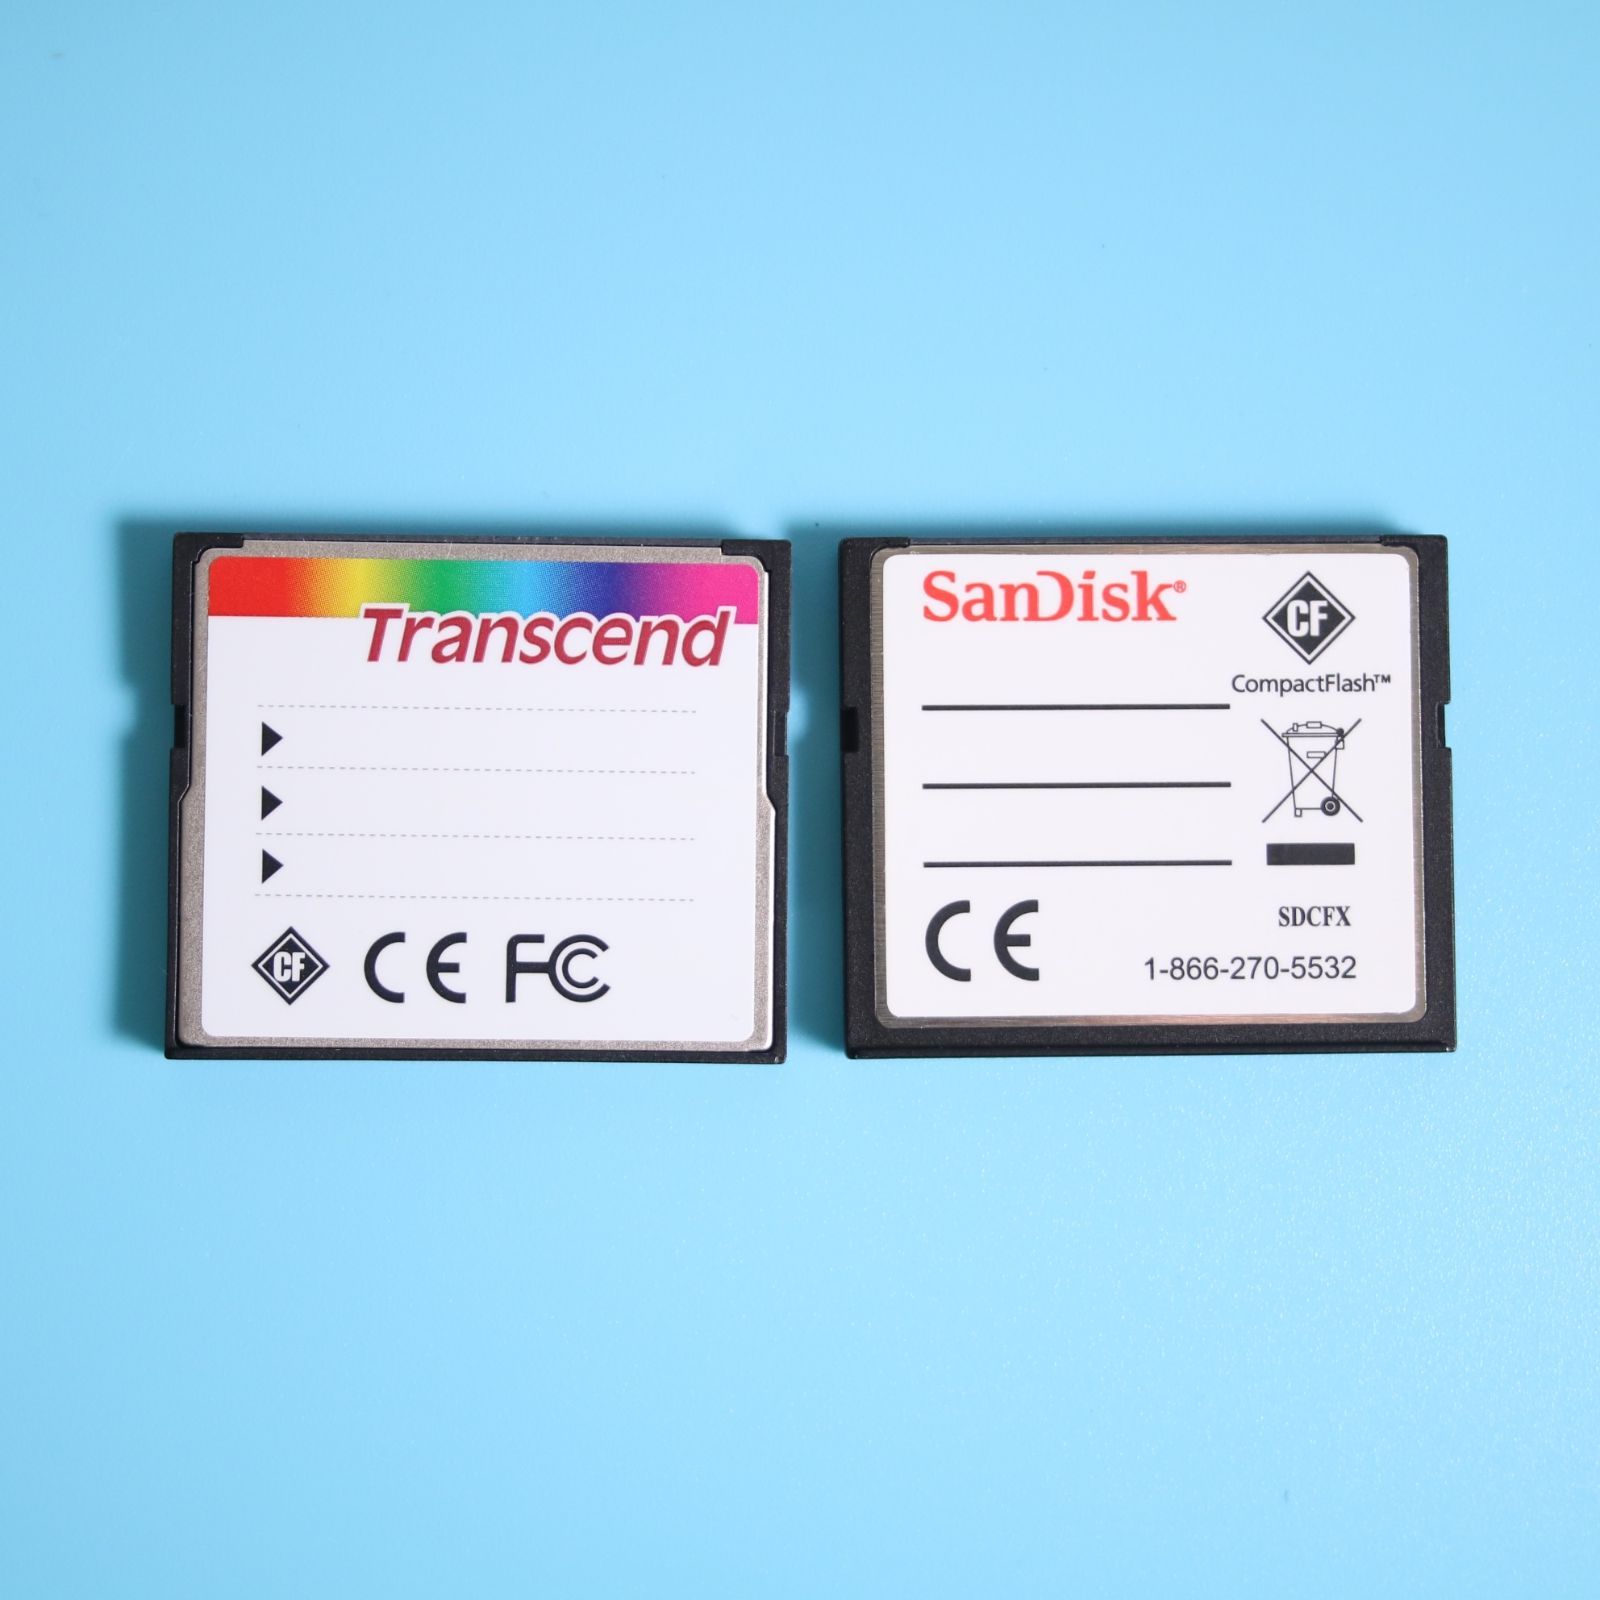 Transcend
CF CE FC
SanDisk®
CF
CompactFlash™
CE
SDCFX
1-866-270-5532